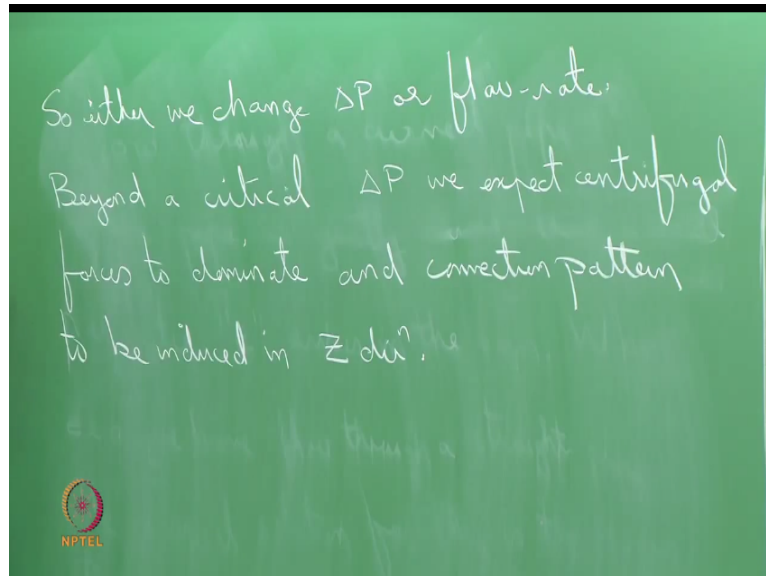 So either we change ΔP or flow-rate.
Beyond a critical ΔP we expect centrifugal
forces to dominate and convection pattern
to be induced in Z dirⁿ.
NPTEL